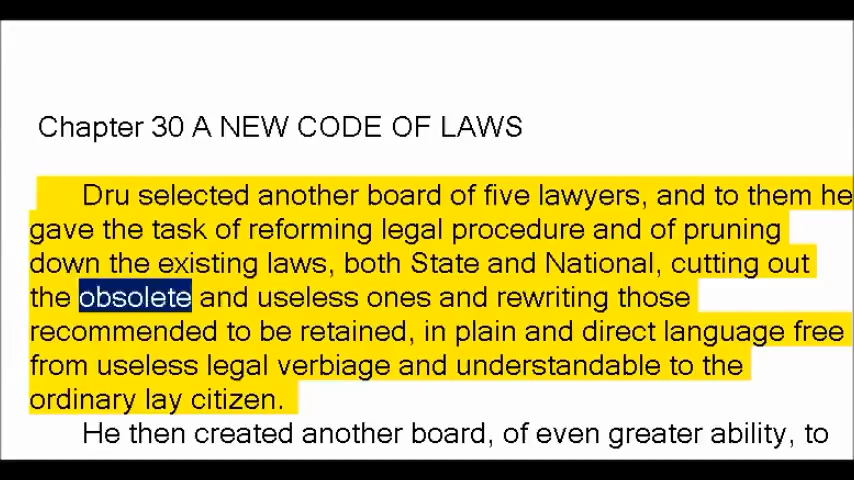 Chapter 30 A NEW CODE OF LAWS
Dru selected another board of five lawyers, and to them he
gave the task of reforming legal procedure and of pruning
down the existing laws, both State and National, cutting out
the obsolete and useless ones and rewriting those
recommended to be retained, in plain and direct language free
from useless legal verbiage and understandable to the
ordinary lay citizen.
He then created another board, of even greater ability, to